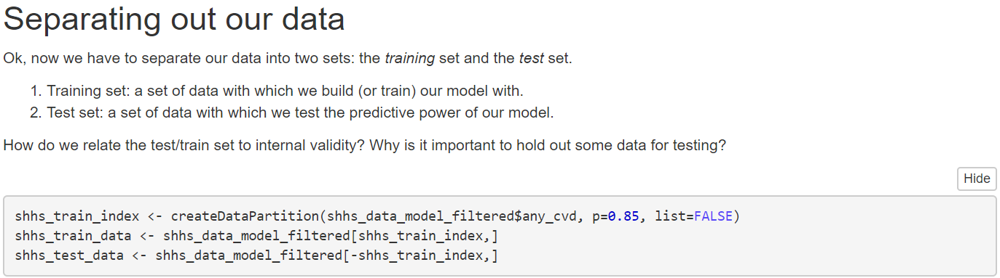 Separating out our data
Ok, now we have to separate our data into two sets: the training set and the test set.
1. Training set: a set of data with which we build (or train) our model with.
2. Test set: a set of data with which we test the predictive power of our model.
How do we relate the test/train set to internal validity? Why is it important to hold out some data for testing?
Hide
shhs_train_index <- createDataPartition(shhs_data_model_filtered$any_cvd, p=0.85, list=FALSE)
shhs_train_data <- shhs_data_model_filtered[shhs_train_index,]
shhs_test_data <- shhs_data_model_filtered[-shhs_train_index,]